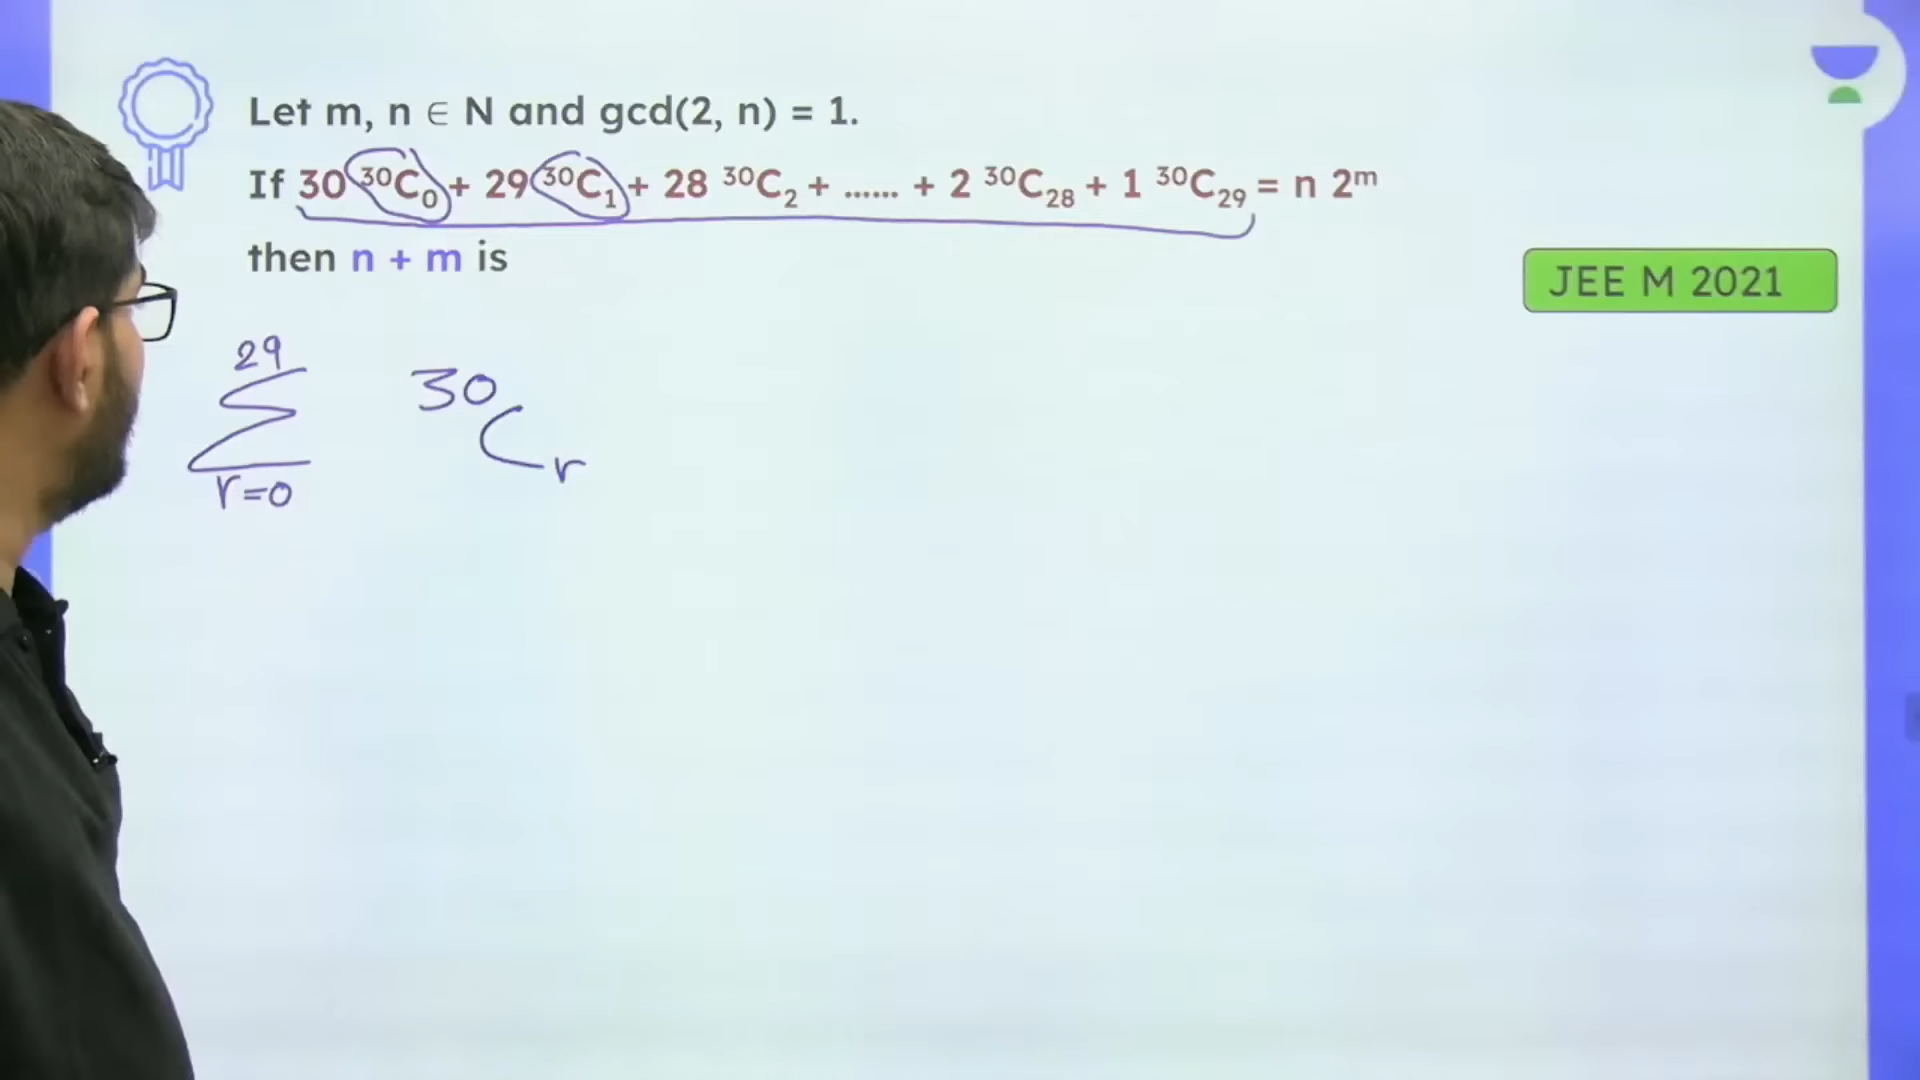 Let m, n ∈ N and gcd(2, n) = 1.
If 30 ³⁰C₀ + 29 ³⁰C₁ + 28 ³⁰C₂ + ...... + 2 ³⁰C₂₈ + 1 ³⁰C₂₉ = n 2ᵐ
then n + m is
JEE M 2021
29
∑ ³⁰Cᵣ
r=0